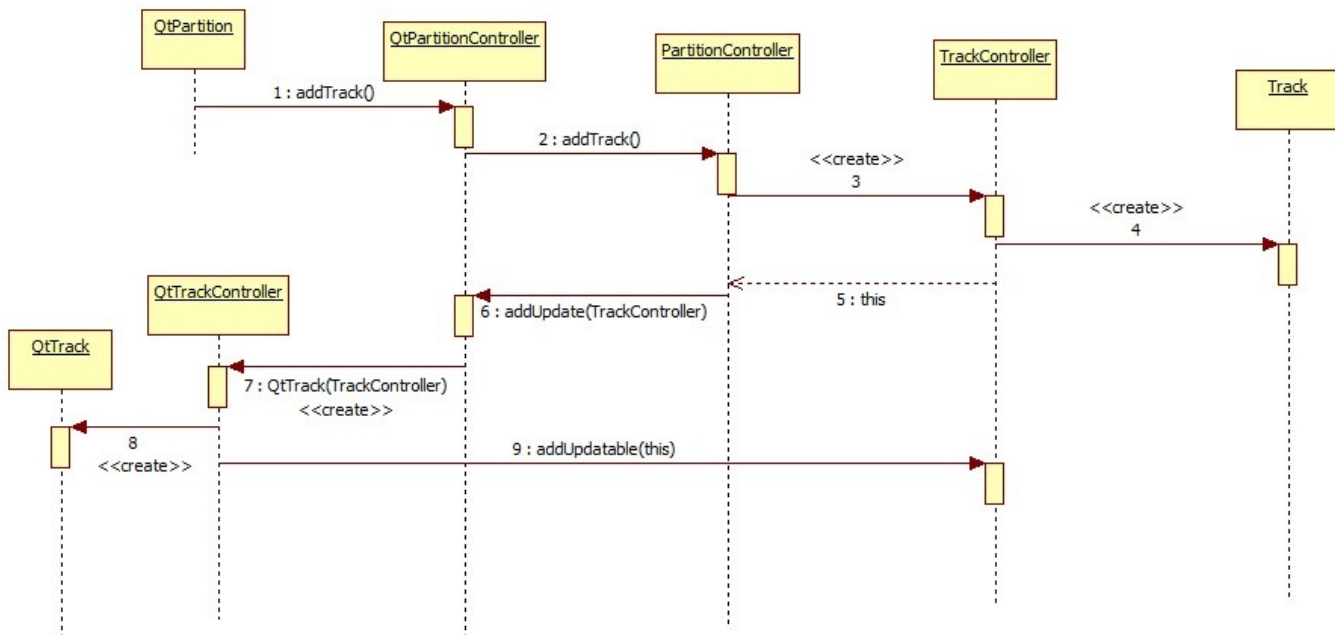 QtPartition
QtPartitionController
PartitionController
TrackController
Track
1 : addTrack()
2 : addTrack()
<<create>>
3
<<create>>
4
QtTrackController
5 : this
6 : addUpdate(TrackController)
QtTrack
7 : QtTrack(TrackController)
<<create>>
8
<<create>>
9 : addUpdatable(this)